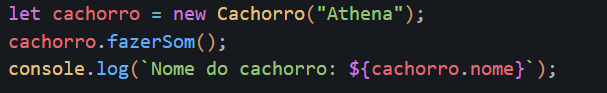 let cachorro = new Cachorro("Athena");
cachorro.fazerSom();
console.log(`Nome do cachorro: ${cachorro.nome}`);